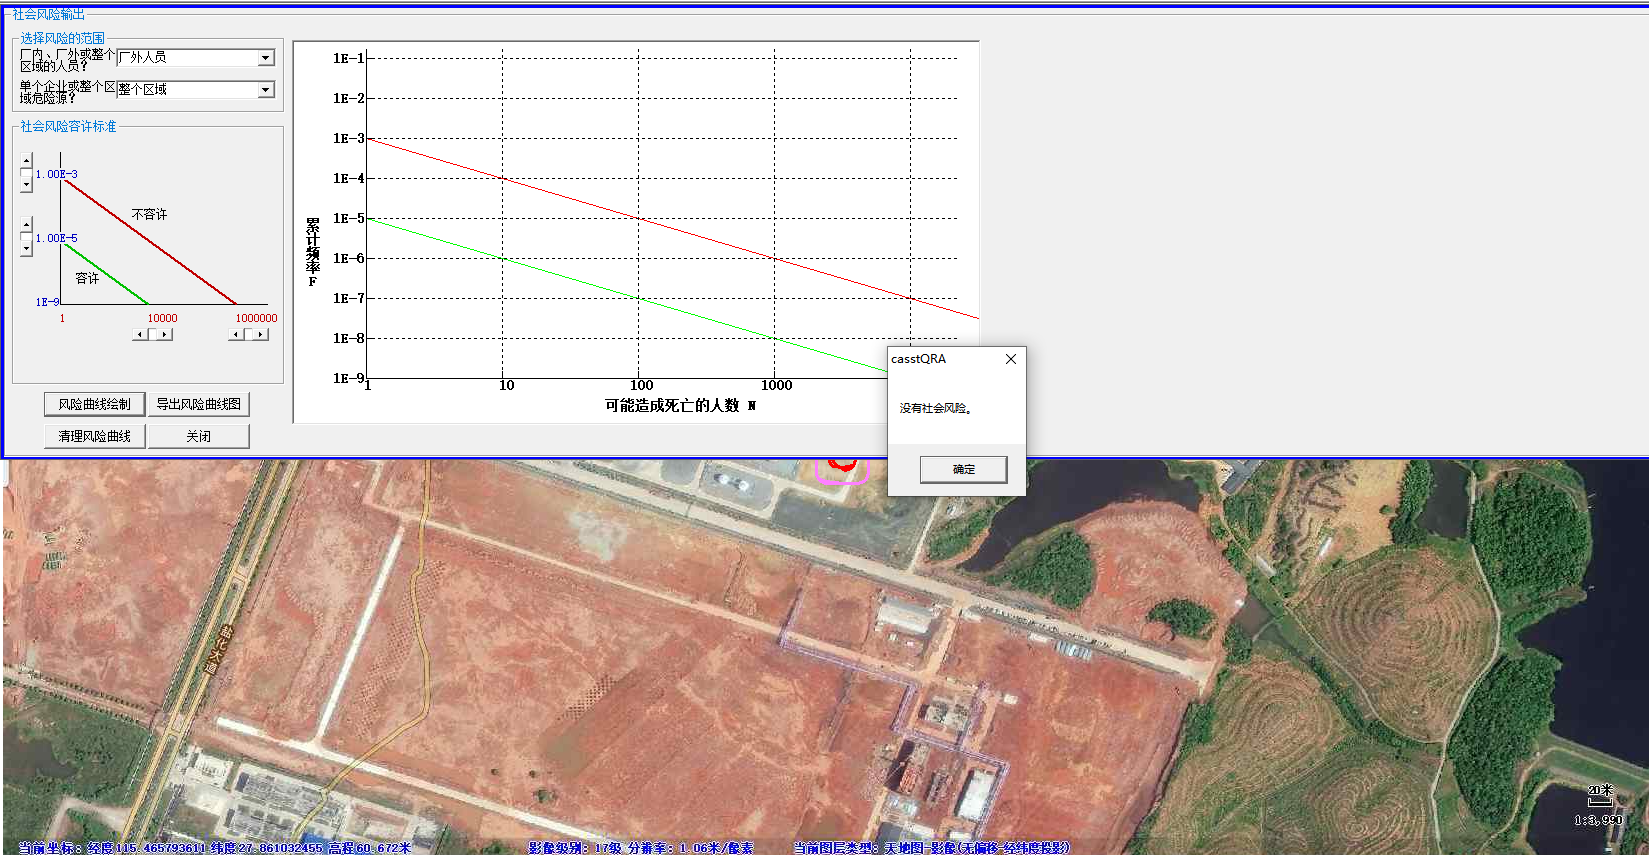 社会风险输出
选择风险的范围
厂内、厂外或整个
区域的人员?
厂外人员
单个企业或整个区
域危险源?
整个区域
社会风险容许标准
1.00E-3
不容许
1.00E-5
容许
1E-9
1
10000
1000000
风险曲线绘制
导出风险曲线图
清理风险曲线
关闭
1E-1
1E-2
1E-3
1E-4
1E-5
1E-6
1E-7
1E-8
1E-9
累计频率 F
1
10
100
1000
可能造成死亡的人数 N
casstQRA
没有社会风险。
确定
盐化大道
20米
1:3,990
当前坐标: 经度115.465793611 纬度27.861032455 高程60.672米
影像级别: 17级 分辨率: 1.06米/像素
当前图层类型: 天地图-影像(无偏移-经纬度投影)